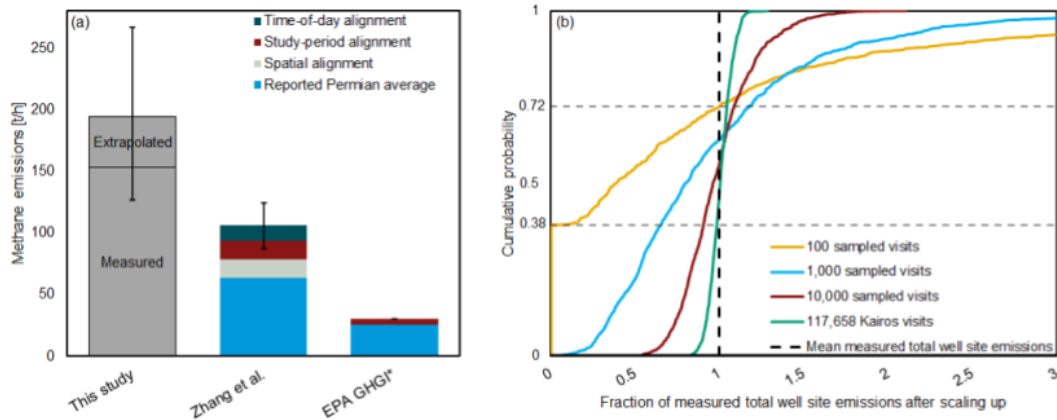 (a)
Time-of-day alignment
Study-period alignment
Spatial alignment
Reported Permian average
Methane emissions [t/h]
250
200
150
100
50
0
Extrapolated
Measured
This study
Zhang et al.
EPA GHGI*
(b)
Cumulative probability
1
0.72
0.5
0.38
0
100 sampled visits
1,000 sampled visits
10,000 sampled visits
117,658 Kairos visits
Mean measured total well site emissions
0
0.5
1
1.5
2
2.5
3
Fraction of measured total well site emissions after scaling up